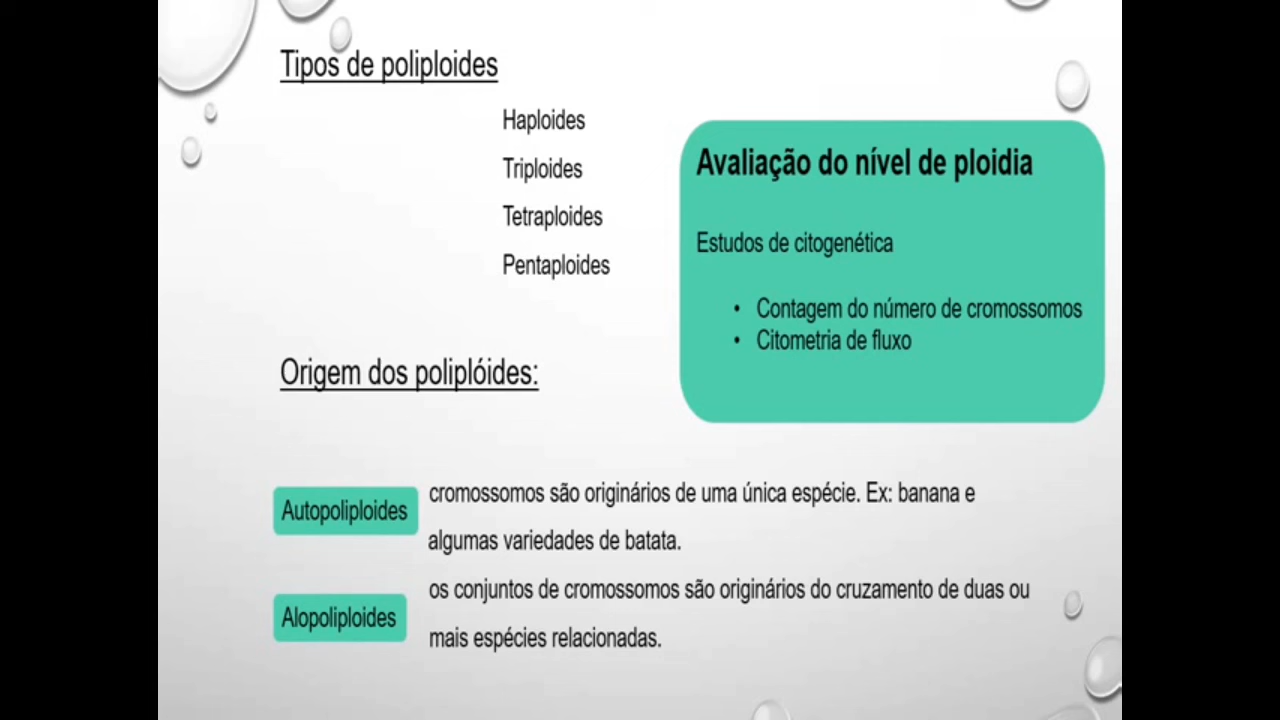 Tipos de poliploides
Haploides
Triploides
Tetraploides
Pentaploides
Avaliação do nível de ploidia
Estudos de citogenética
• Contagem do número de cromossomos
• Citometria de fluxo
Origem dos poliplóides:
Autopoliploides
cromossomos são originários de uma única espécie. Ex: banana e
algumas variedades de batata.
Alopoliploides
os conjuntos de cromossomos são originários do cruzamento de duas ou
mais espécies relacionadas.